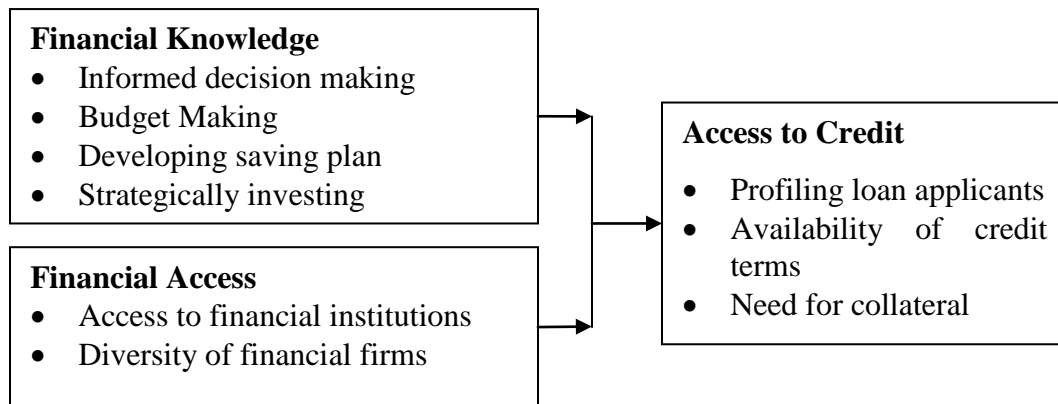 Financial Knowledge
• Informed decision making
• Budget Making
• Developing saving plan
• Strategically investing
Financial Access
• Access to financial institutions
• Diversity of financial firms
Access to Credit
• Profiling loan applicants
• Availability of credit
terms
• Need for collateral